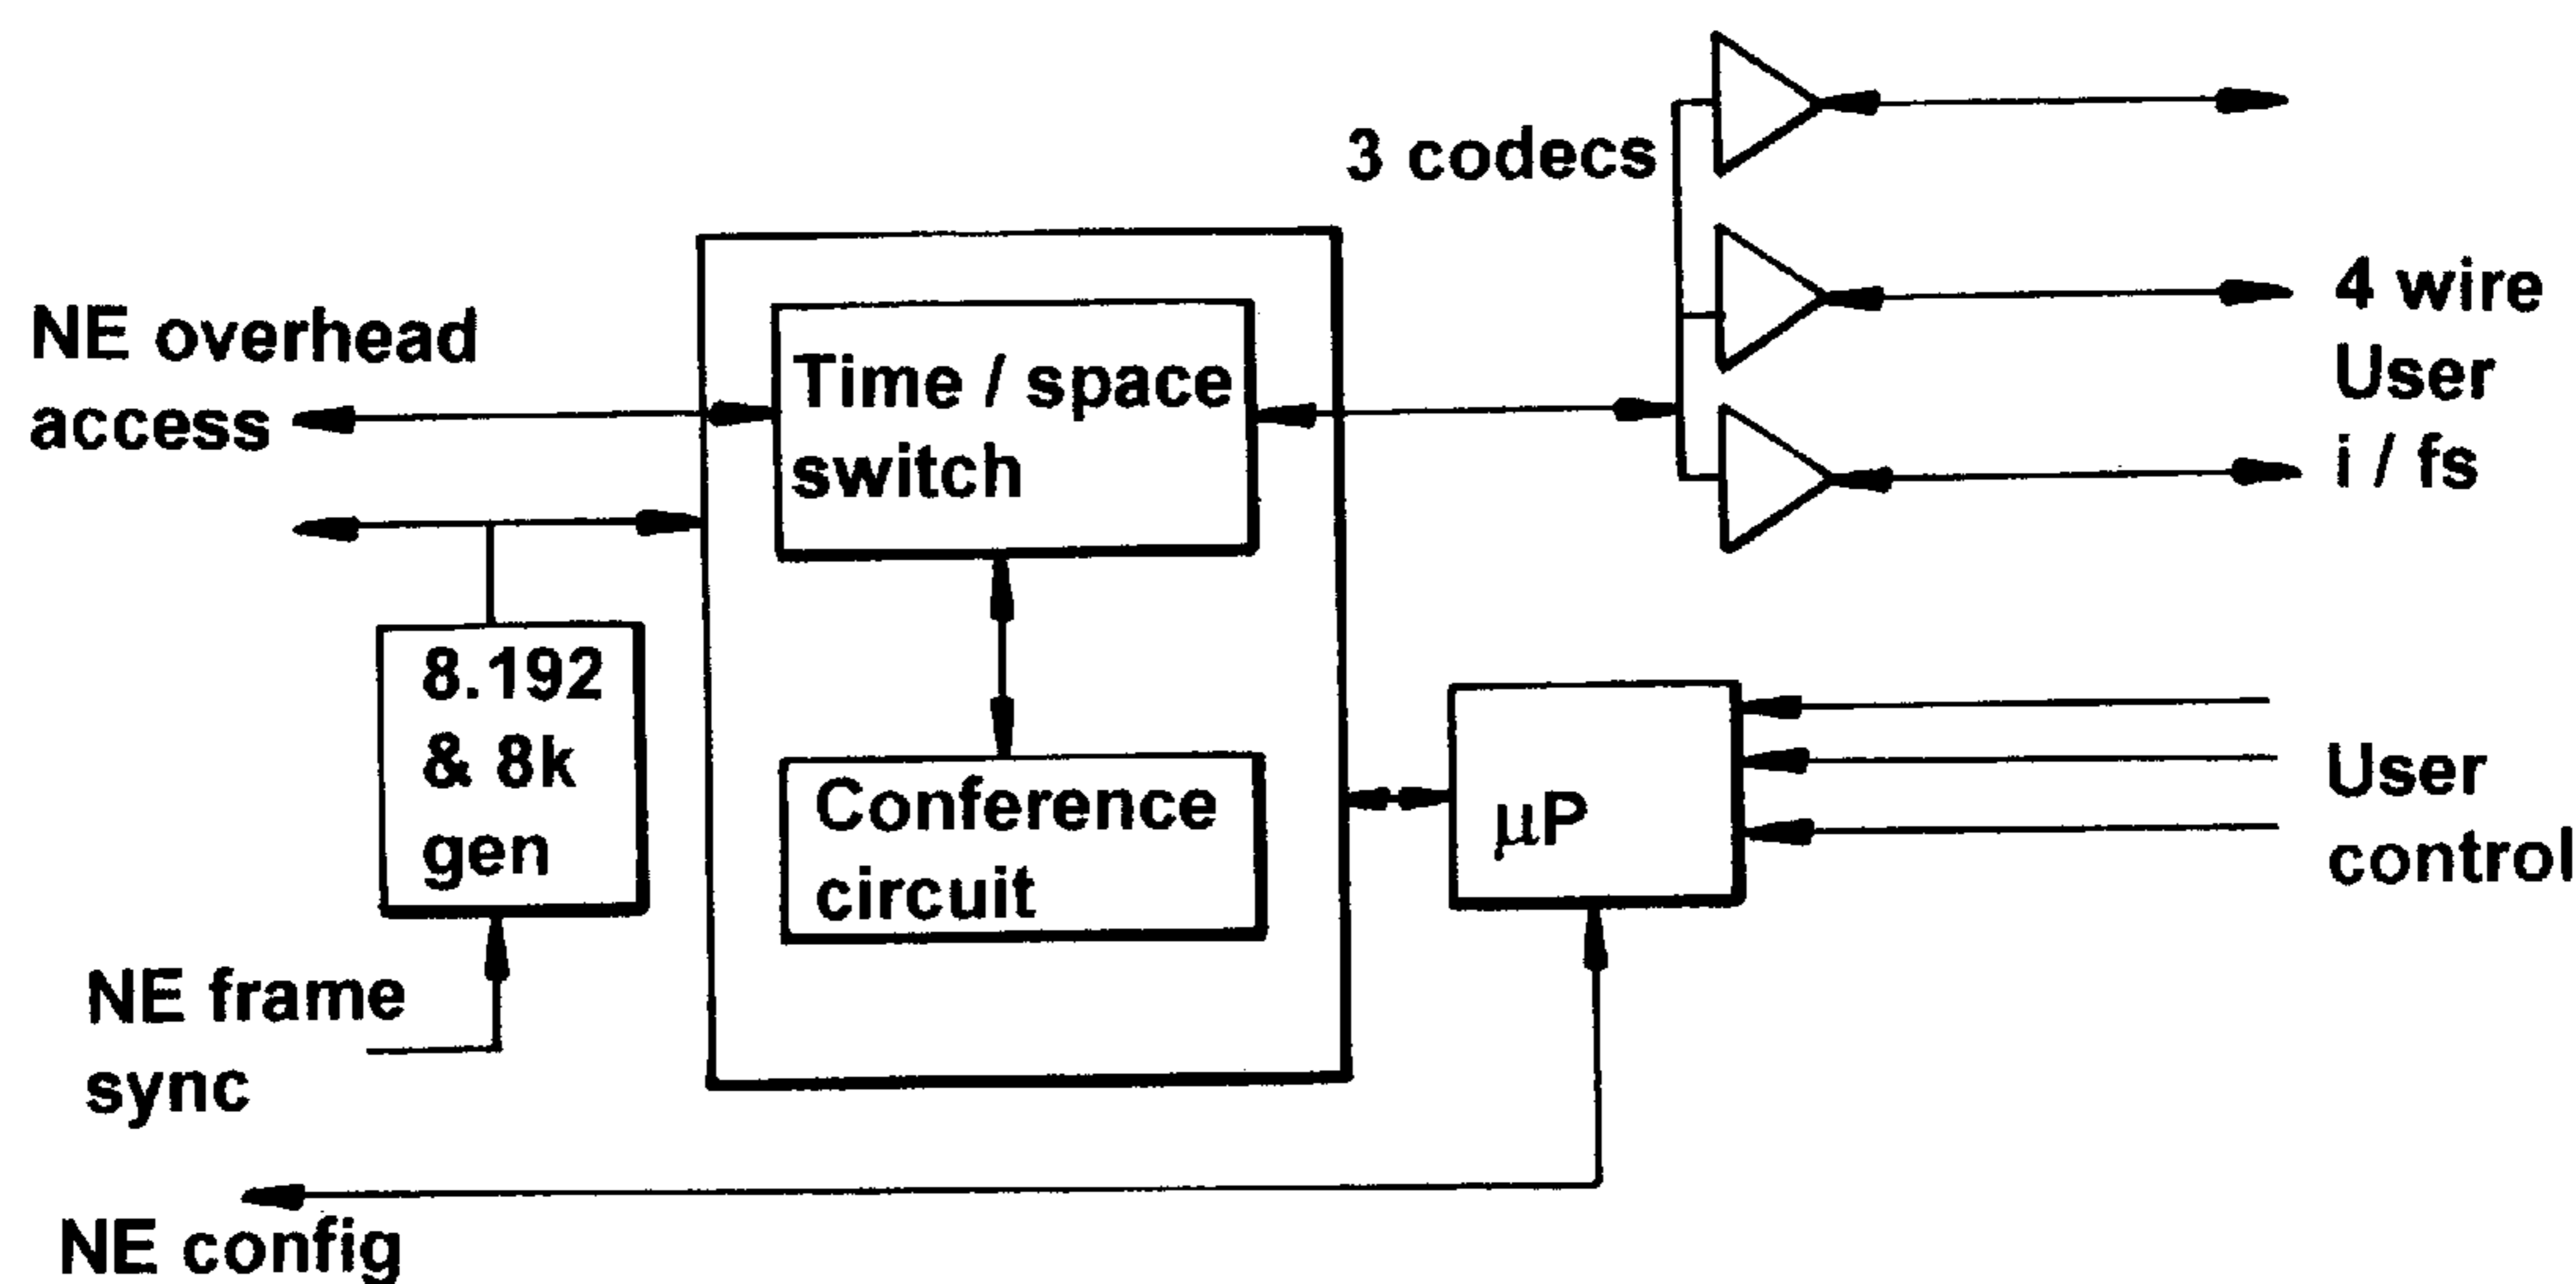 3 codecs
NE overhead
access
Time / space
switch
4 wire
User
i / fs
8.192
& 8k
gen
Conference
circuit
μP
User
control
NE frame
sync
NE config